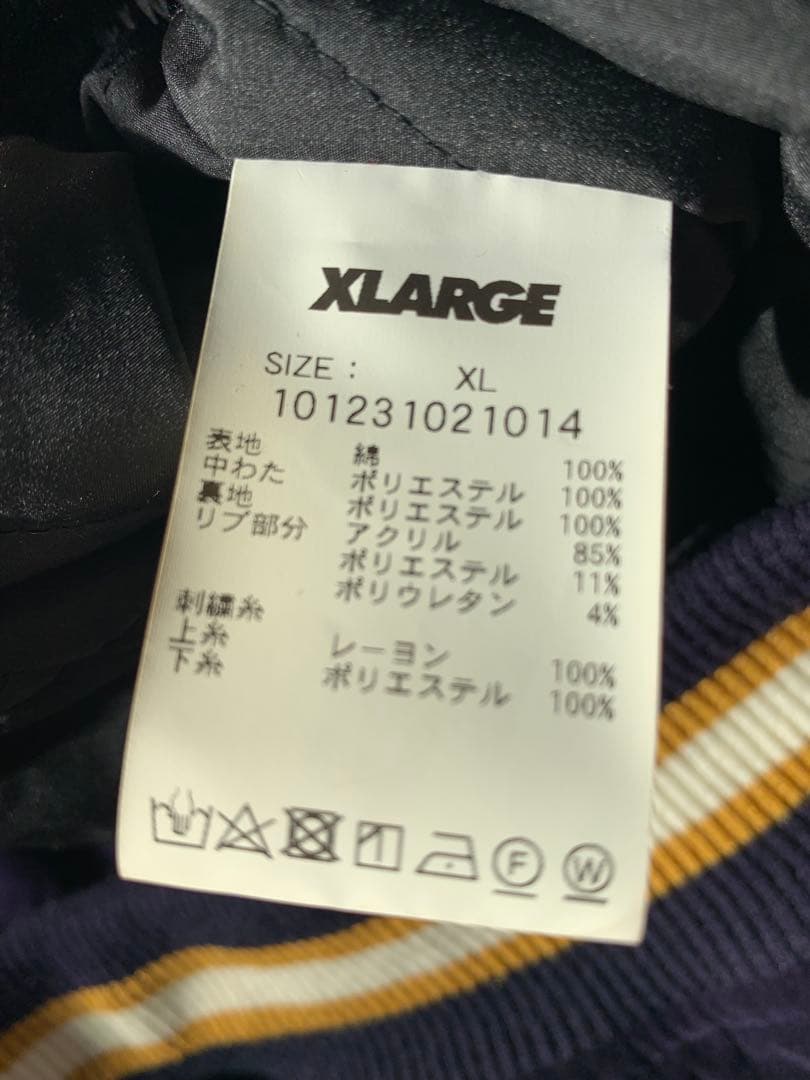 XLARGE
SIZE : XL
101231021014
表地 綿 100%
中わた ポリエステル 100%
裏地 ポリエステル 100%
リブ部分 アクリル 85%
ポリエステル 11%
ポリウレタン 4%
刺繍糸
上糸 レーヨン 100%
下糸 ポリエステル 100%
F W